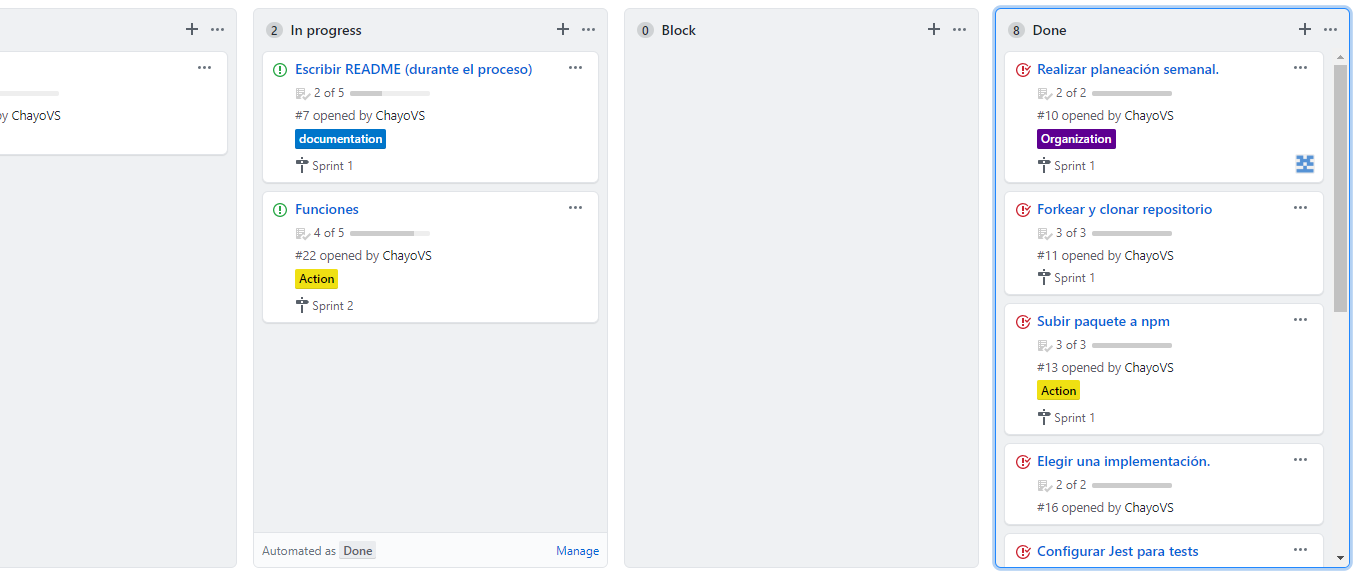 y ChayoVS
2 In progress
Escribir README (durante el proceso)
2 of 5
#7 opened by ChayoVS
documentation
Sprint 1
Funciones
4 of 5
#22 opened by ChayoVS
Action
Sprint 2
Automated as Done
Manage
0 Block
8 Done
Realizar planeación semanal.
2 of 2
#10 opened by ChayoVS
Organization
Sprint 1
Forkear y clonar repositorio
3 of 3
#11 opened by ChayoVS
Sprint 1
Subir paquete a npm
3 of 3
#13 opened by ChayoVS
Action
Sprint 1
Elegir una implementación.
2 of 2
#16 opened by ChayoVS
Configurar Jest para tests